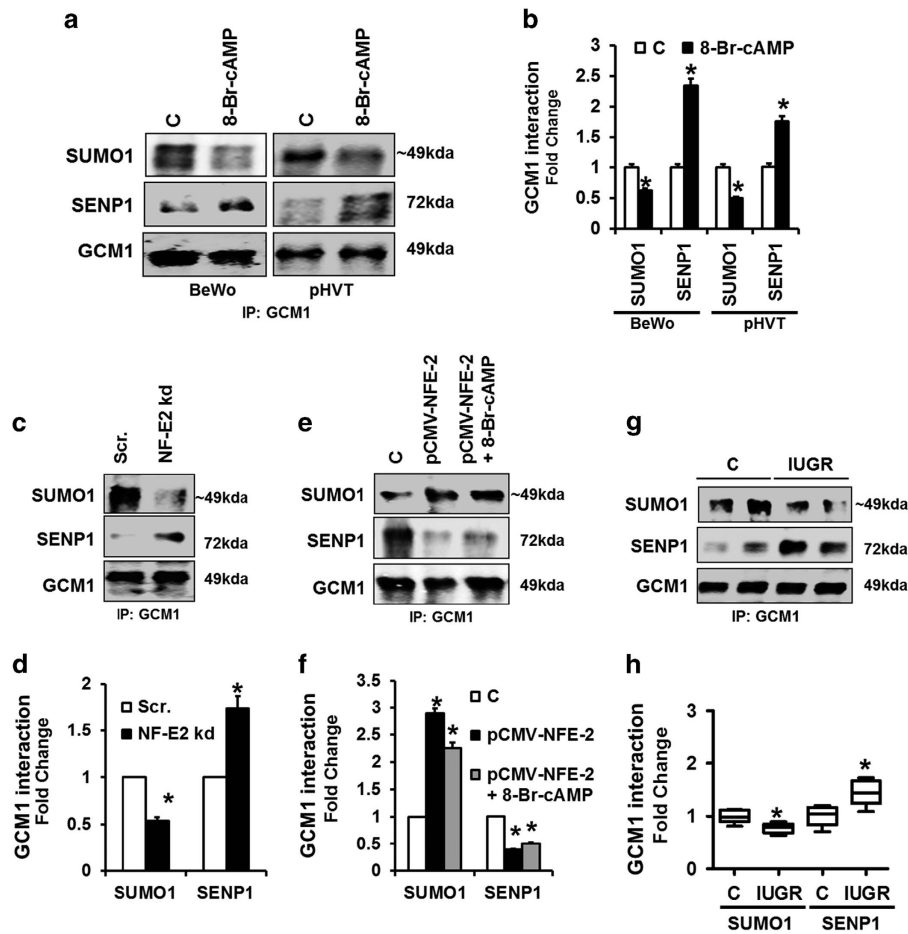 a
C
8-Br-cAMP
C
8-Br-cAMP
SUMO1
~49kda
SENP1
72kda
GCM1
49kda
BeWo
pHVT
IP: GCM1
b
GCM1 interaction
Fold Change
3
2.5
2
1.5
1
0.5
0
C
8-Br-cAMP
*
*
*
*
SUMO1
SENP1
SUMO1
SENP1
BeWo
pHVT
c
Scr.
NF-E2 kd
SUMO1
~49kda
SENP1
72kda
GCM1
49kda
IP: GCM1
e
C
pCMV-NFE-2
pCMV-NFE-2
+ 8-Br-cAMP
SUMO1
~49kda
SENP1
72kda
GCM1
49kda
IP: GCM1
g
C
IUGR
SUMO1
~49kda
SENP1
72kda
GCM1
49kda
IP: GCM1
d
GCM1 interaction
Fold Change
2
1.5
1
0.5
0
Scr.
NF-E2 kd
*
*
SUMO1
SENP1
f
GCM1 interaction
Fold Change
4
3
2
1
0.5
0
C
pCMV-NFE-2
pCMV-NFE-2
+ 8-Br-cAMP
*
*
*
*
SUMO1
SENP1
h
GCM1 interaction
Fold Change
3
2
1
0
*
*
C
IUGR
C
IUGR
SUMO1
SENP1